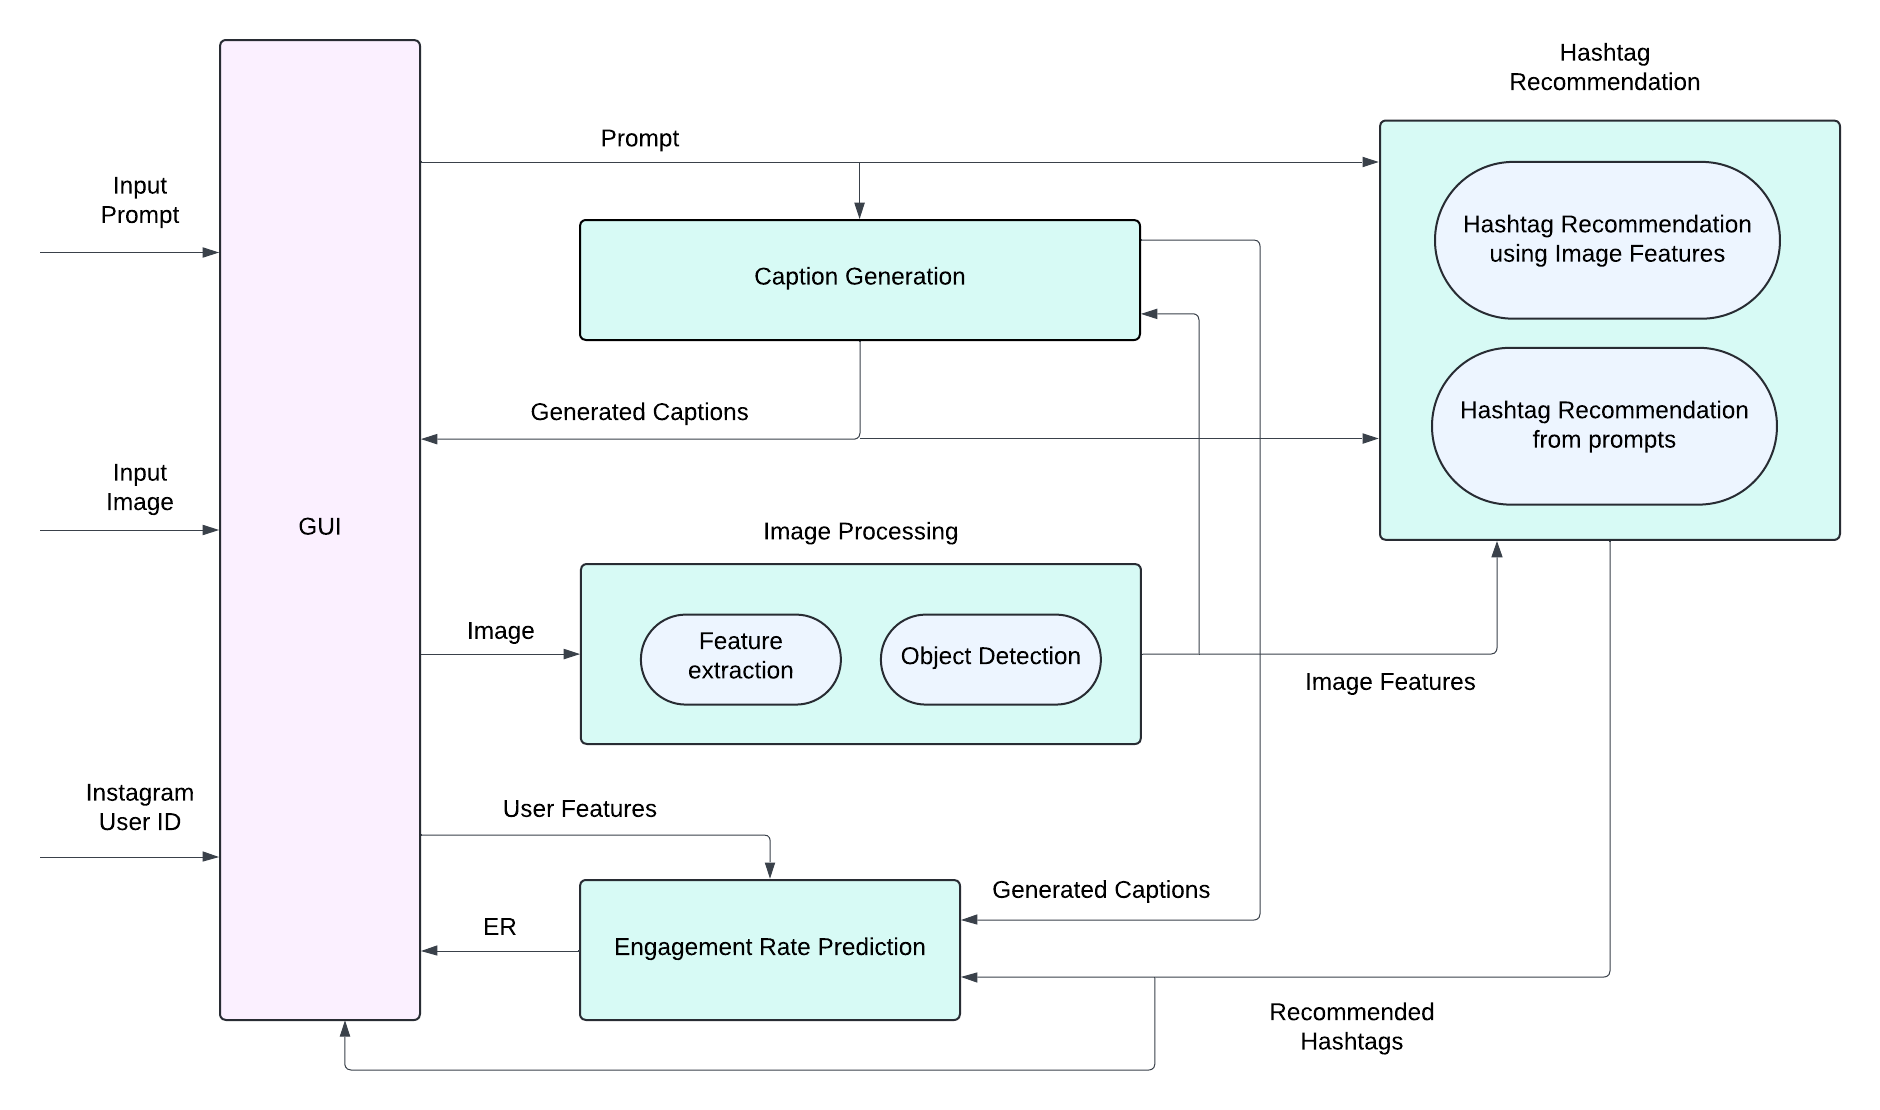 Hashtag
Recommendation
Prompt
Input
Prompt
Hashtag Recommendation
using Image Features
Caption Generation
Generated Captions
Hashtag Recommendation
from prompts
Input
Image
GUI
Image Processing
Image
Feature
extraction
Object Detection
Image Features
Instagram
User ID
User Features
Generated Captions
ER
Engagement Rate Prediction
Recommended
Hashtags